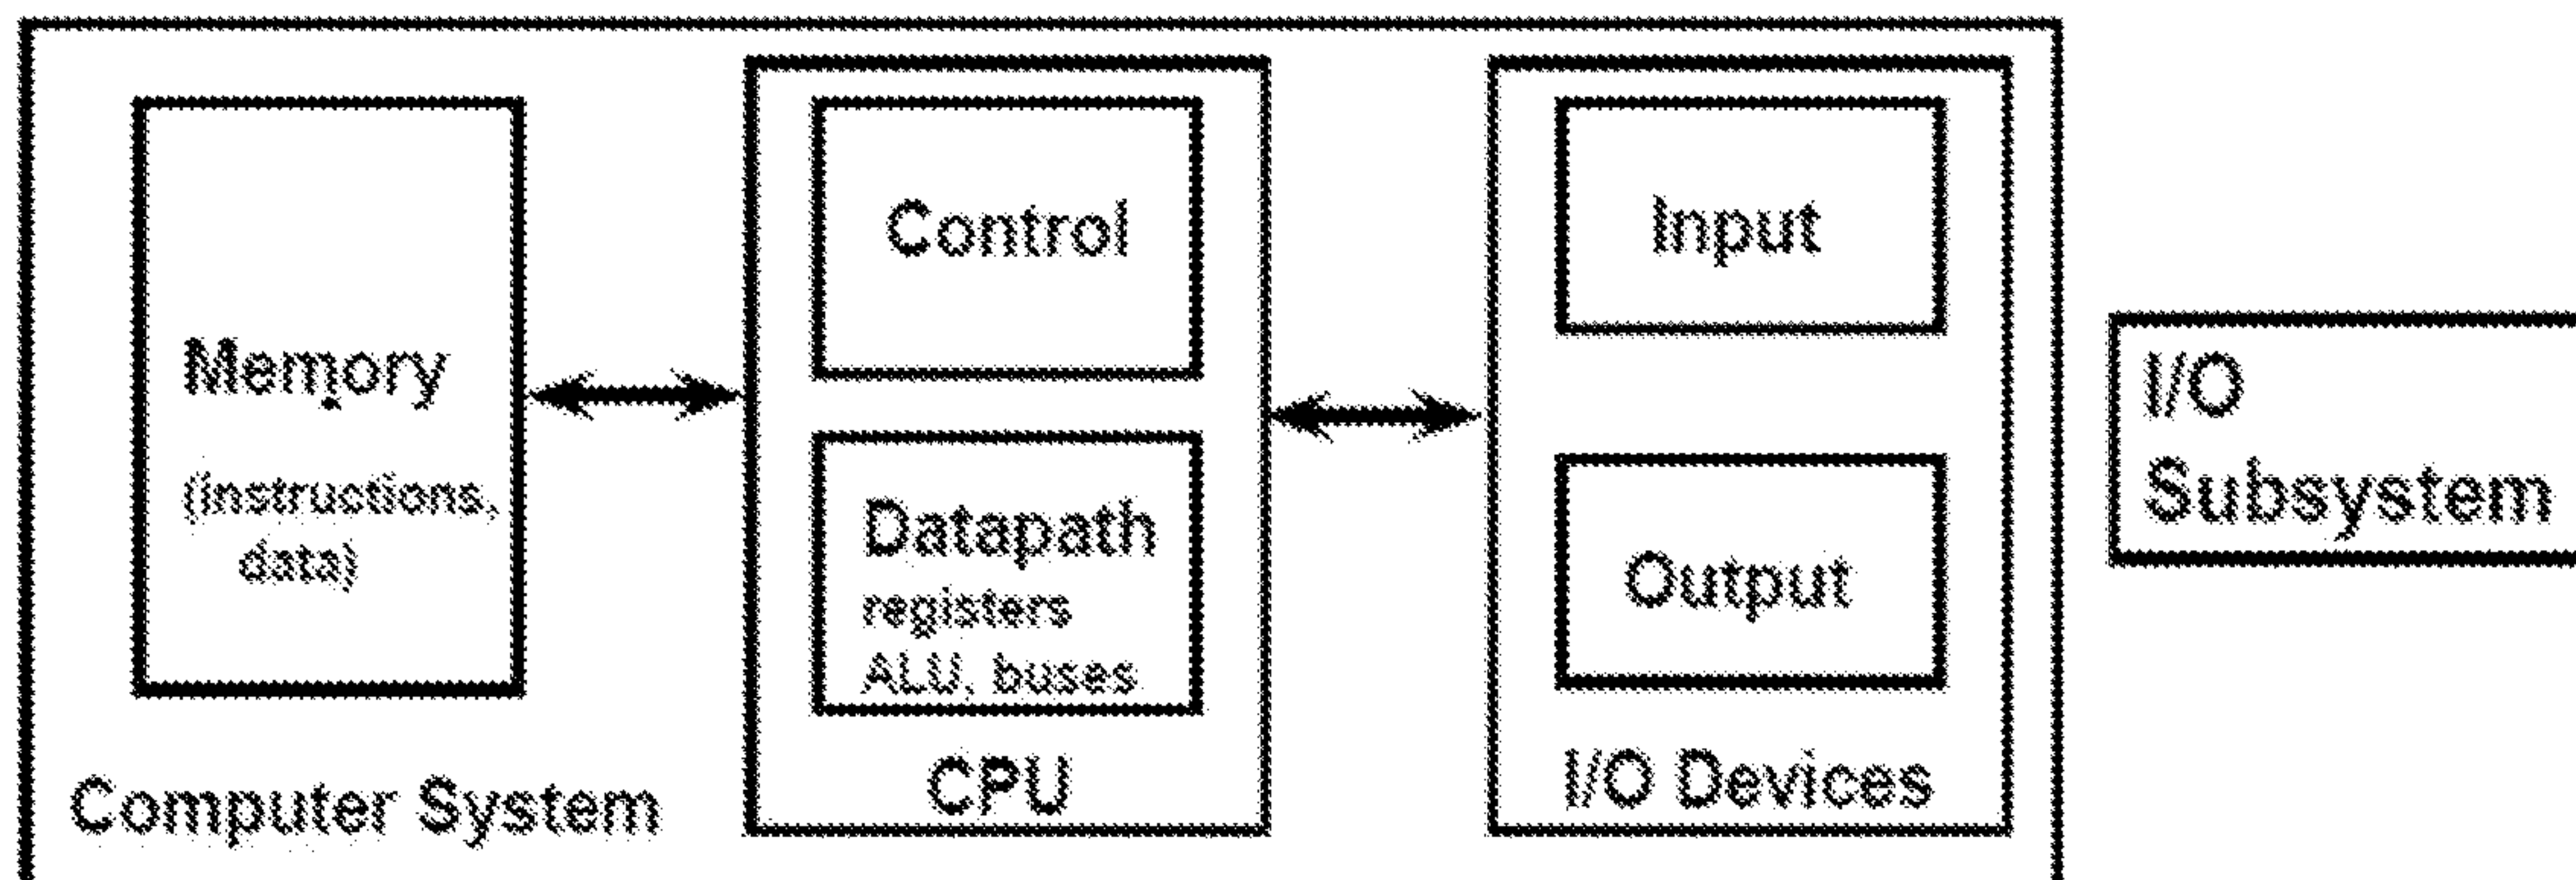 Memory
(instructions,
data)
Computer System
Control
Datapath
registers
ALU, buses
CPU
Input
Output
I/O Devices
I/O
Subsystem